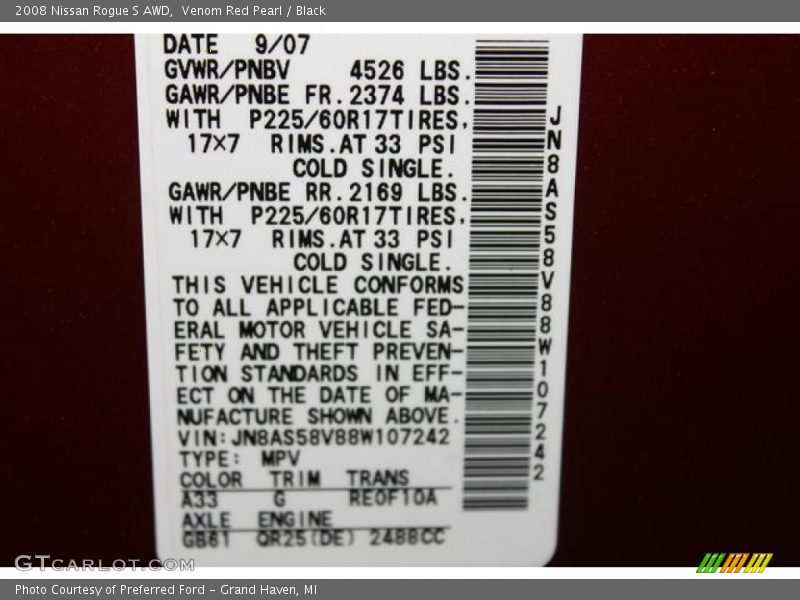 2008 Nissan Rogue S AWD,  Venom Red Pearl / Black
DATE 9/07
GVWR/PNBV 4526 LBS.
GAWR/PNBE FR. 2374 LBS.
WITH P225/60R17TIRES,
17×7 RIMS. AT 33 PSI
COLD SINGLE.
GAWR/PNBE RR. 2169 LBS.
WITH P225/60R17TIRES,
17×7 RIMS. AT 33 PSI
COLD SINGLE.
THIS VEHICLE CONFORMS
TO ALL APPLICABLE FED-
ERAL MOTOR VEHICLE SA-
FETY AND THEFT PREVEN-
TION STANDARDS IN EFF-
ECT ON THE DATE OF MA-
NUFACTURE SHOWN ABOVE.
VIN: JN8AS58V88W107242
TYPE: MPV
COLOR TRIM TRANS
A33 G RE0F10A
AXLE ENGINE
GB61 QR25(DE) 2488CC
JN8AS58V88W107242
GTCARLOT.COM
Photo Courtesy of Preferred Ford – Grand Haven, MI